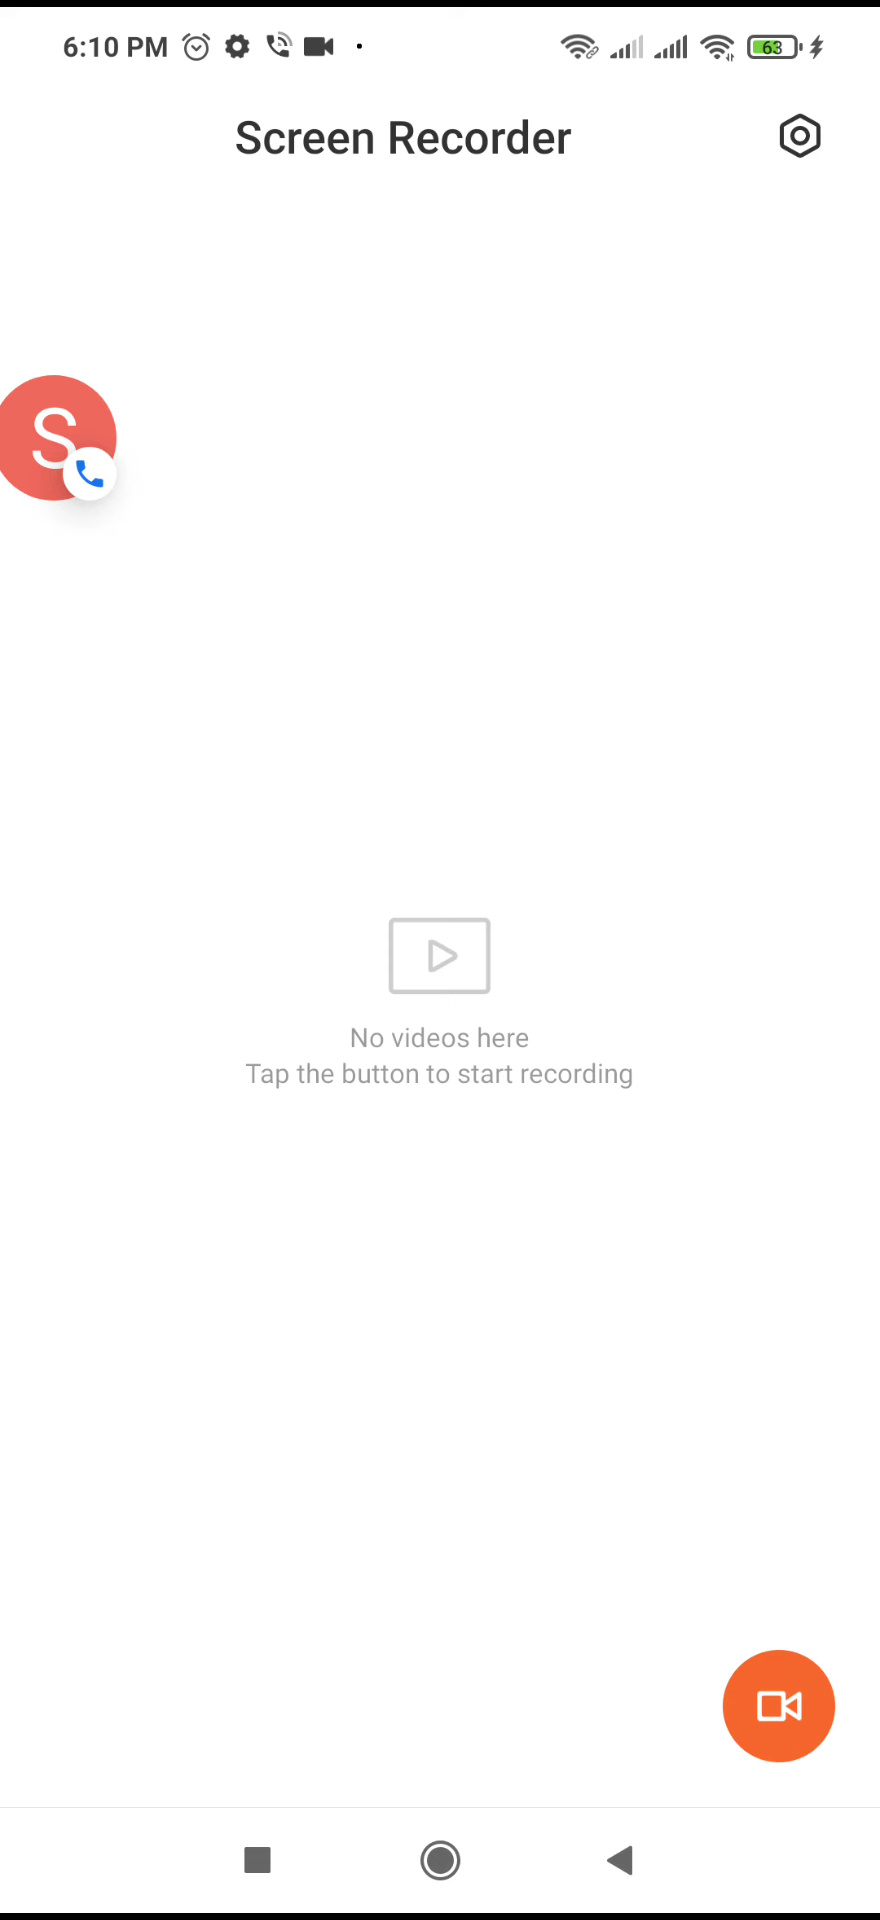 6:10 PM
63
Screen Recorder
S
No videos here
Tap the button to start recording